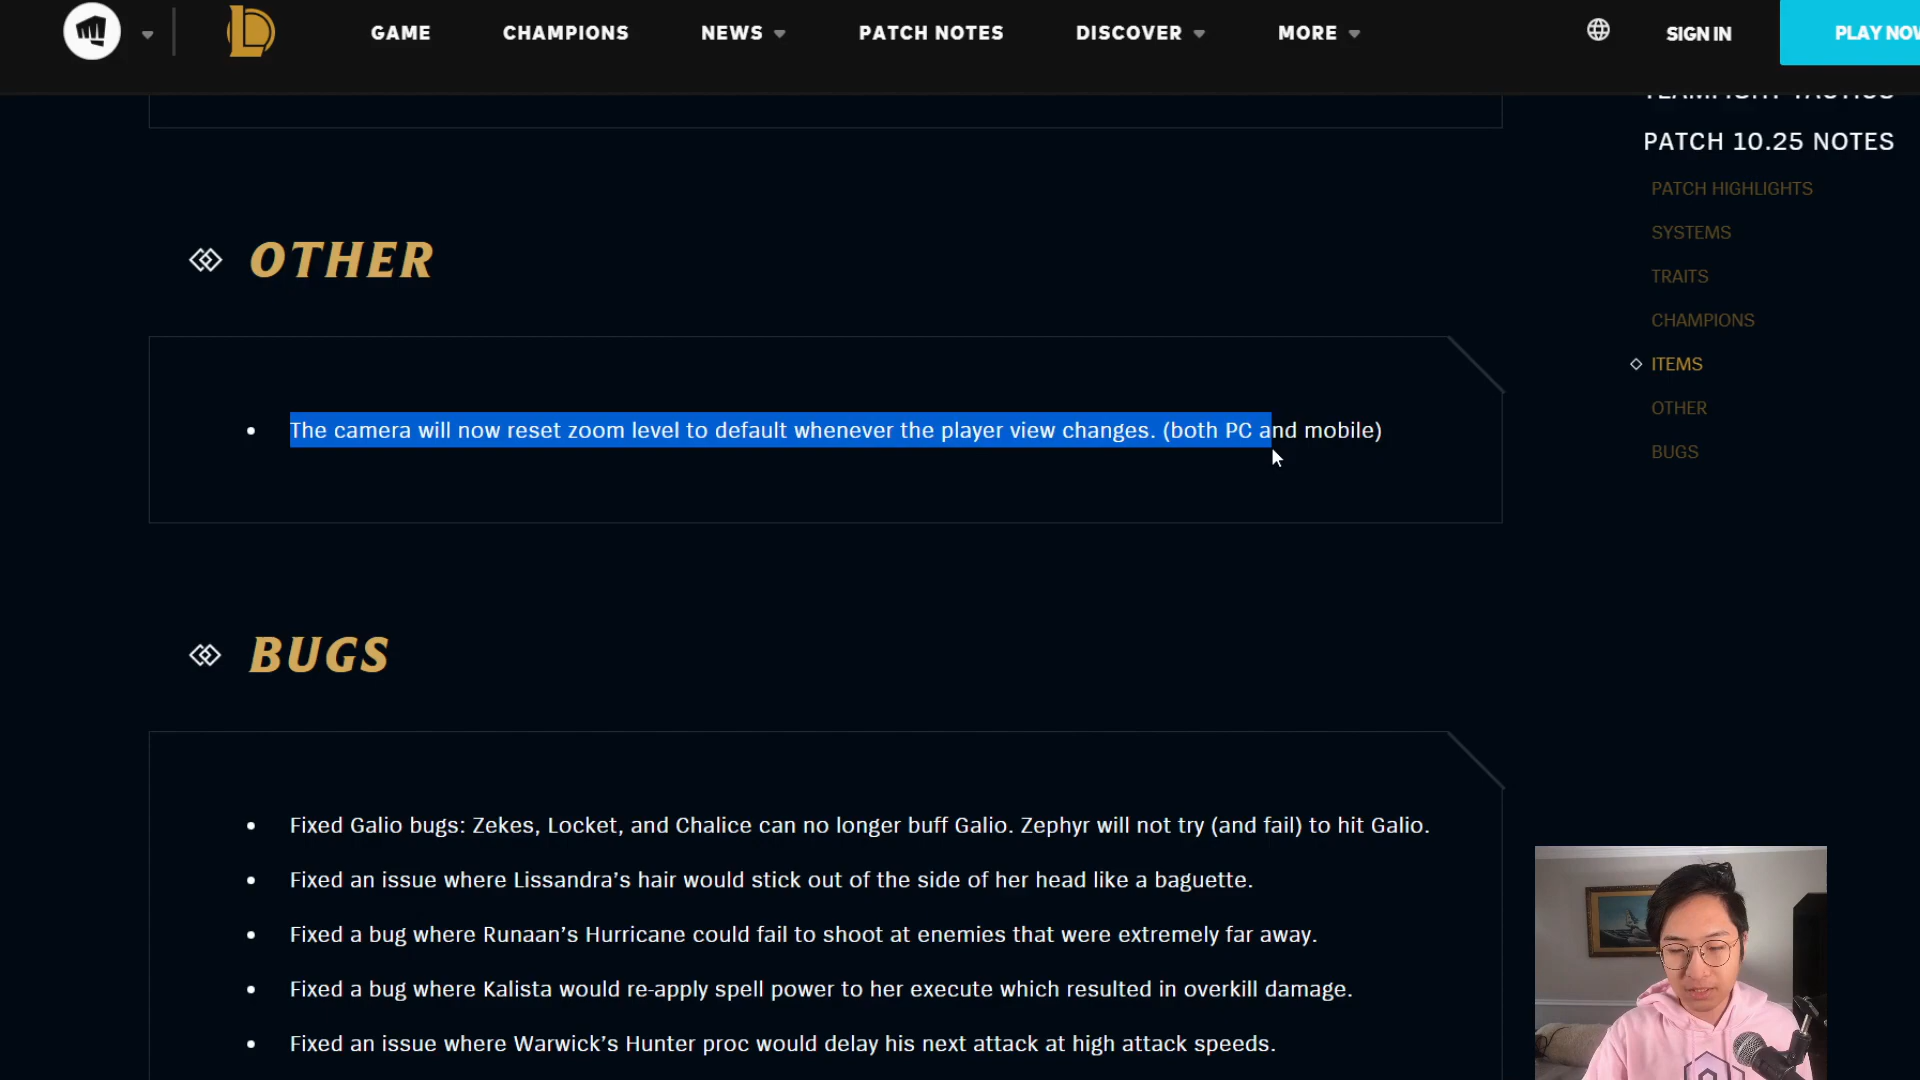 GAME
CHAMPIONS
NEWS
PATCH NOTES
DISCOVER
MORE
SIGN IN
PLAY NOW
TEAMFIGHT TACTICS
PATCH 10.25 NOTES
PATCH HIGHLIGHTS
SYSTEMS
TRAITS
CHAMPIONS
ITEMS
OTHER
BUGS
OTHER
The camera will now reset zoom level to default whenever the player view changes. (both PC and mobile)
BUGS
Fixed Galio bugs: Zekes, Locket, and Chalice can no longer buff Galio. Zephyr will not try (and fail) to hit Galio.
Fixed an issue where Lissandra’s hair would stick out of the side of her head like a baguette.
Fixed a bug where Runaan’s Hurricane could fail to shoot at enemies that were extremely far away.
Fixed a bug where Kalista would re-apply spell power to her execute which resulted in overkill damage.
Fixed an issue where Warwick’s Hunter proc would delay his next attack at high attack speeds.